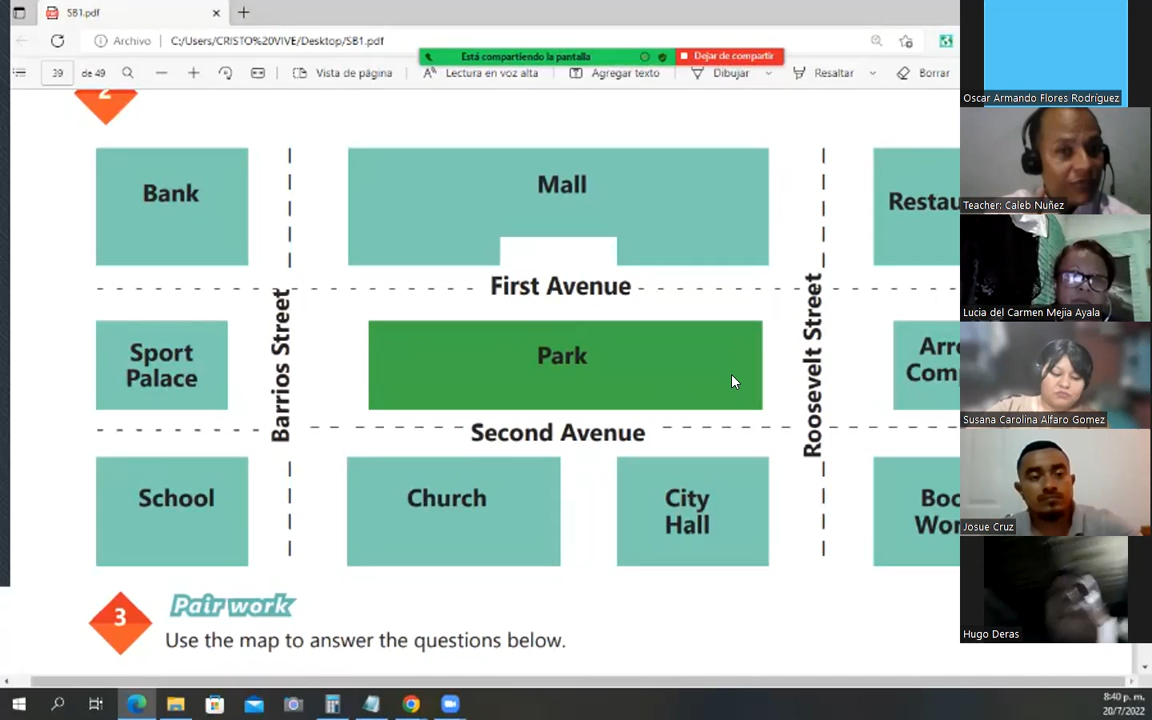 SB1.pdf
Archivo
C:/Users/CRISTO%20VIVE/Desktop/SB1.pdf
Está compartiendo la pantalla
Dejar de compartir
39
de 49
Vista de página
Lectura en voz alta
Agregar texto
Dibujar
Resaltar
Borrar
2
Bank
Mall
Restau
First Avenue
Barrios Street
Roosevelt Street
Sport
Palace
Park
Arre
Com
Second Avenue
School
Church
City
Hall
Boo
Wor
3
Pair work
Use the map to answer the questions below.
Oscar Armando Flores Rodríguez
Teacher: Caleb Nuñez
Lucia del Carmen Mejia Ayala
Susana Carolina Alfaro Gomez
Josue Cruz
Hugo Deras
8:40 p. m.
20/7/2022